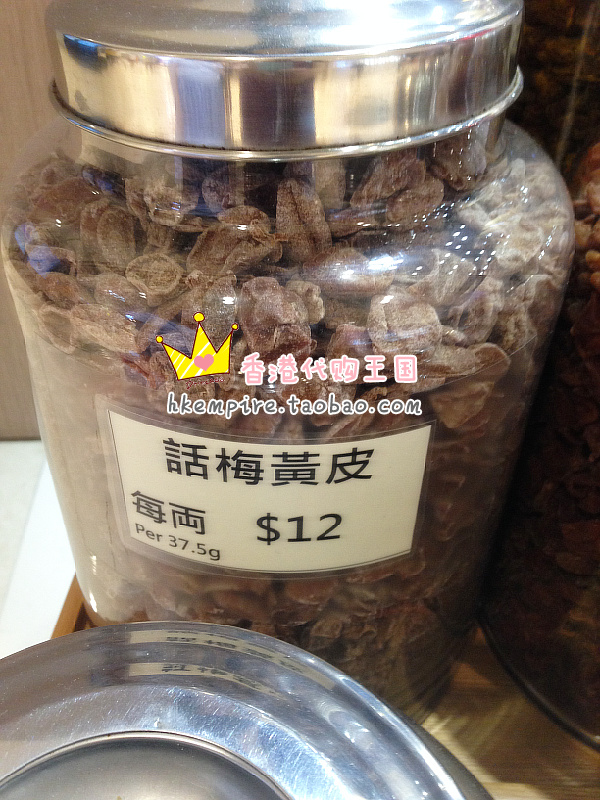 香港代购王国
hkempire.taobao.com
話梅黃皮
每両 $12
Per 37.5g